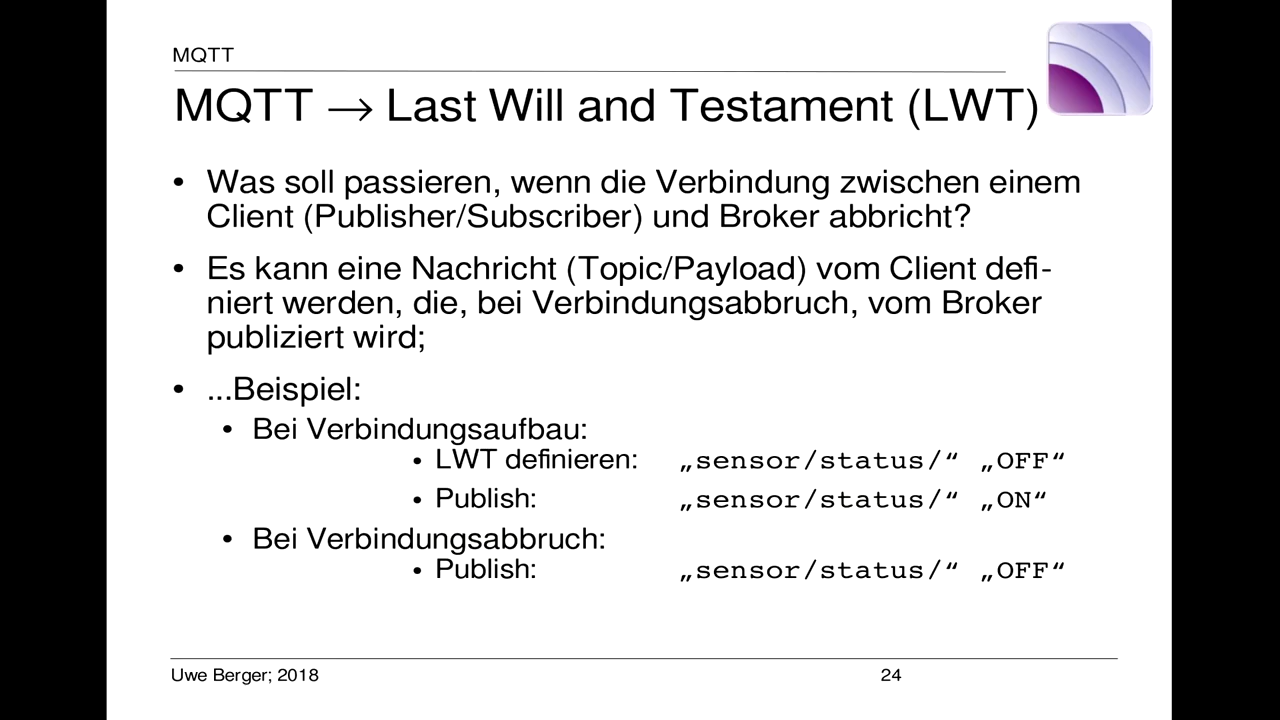 MQTT
MQTT → Last Will and Testament (LWT)
• Was soll passieren, wenn die Verbindung zwischen einem
Client (Publisher/Subscriber) und Broker abbricht?
• Es kann eine Nachricht (Topic/Payload) vom Client defi-
niert werden, die, bei Verbindungsabbruch, vom Broker
publiziert wird;
• ...Beispiel:
• Bei Verbindungsaufbau:
• LWT definieren: „sensor/status/“ „OFF“
• Publish: „sensor/status/“ „ON“
• Bei Verbindungsabbruch:
• Publish: „sensor/status/“ „OFF“
Uwe Berger; 2018 24